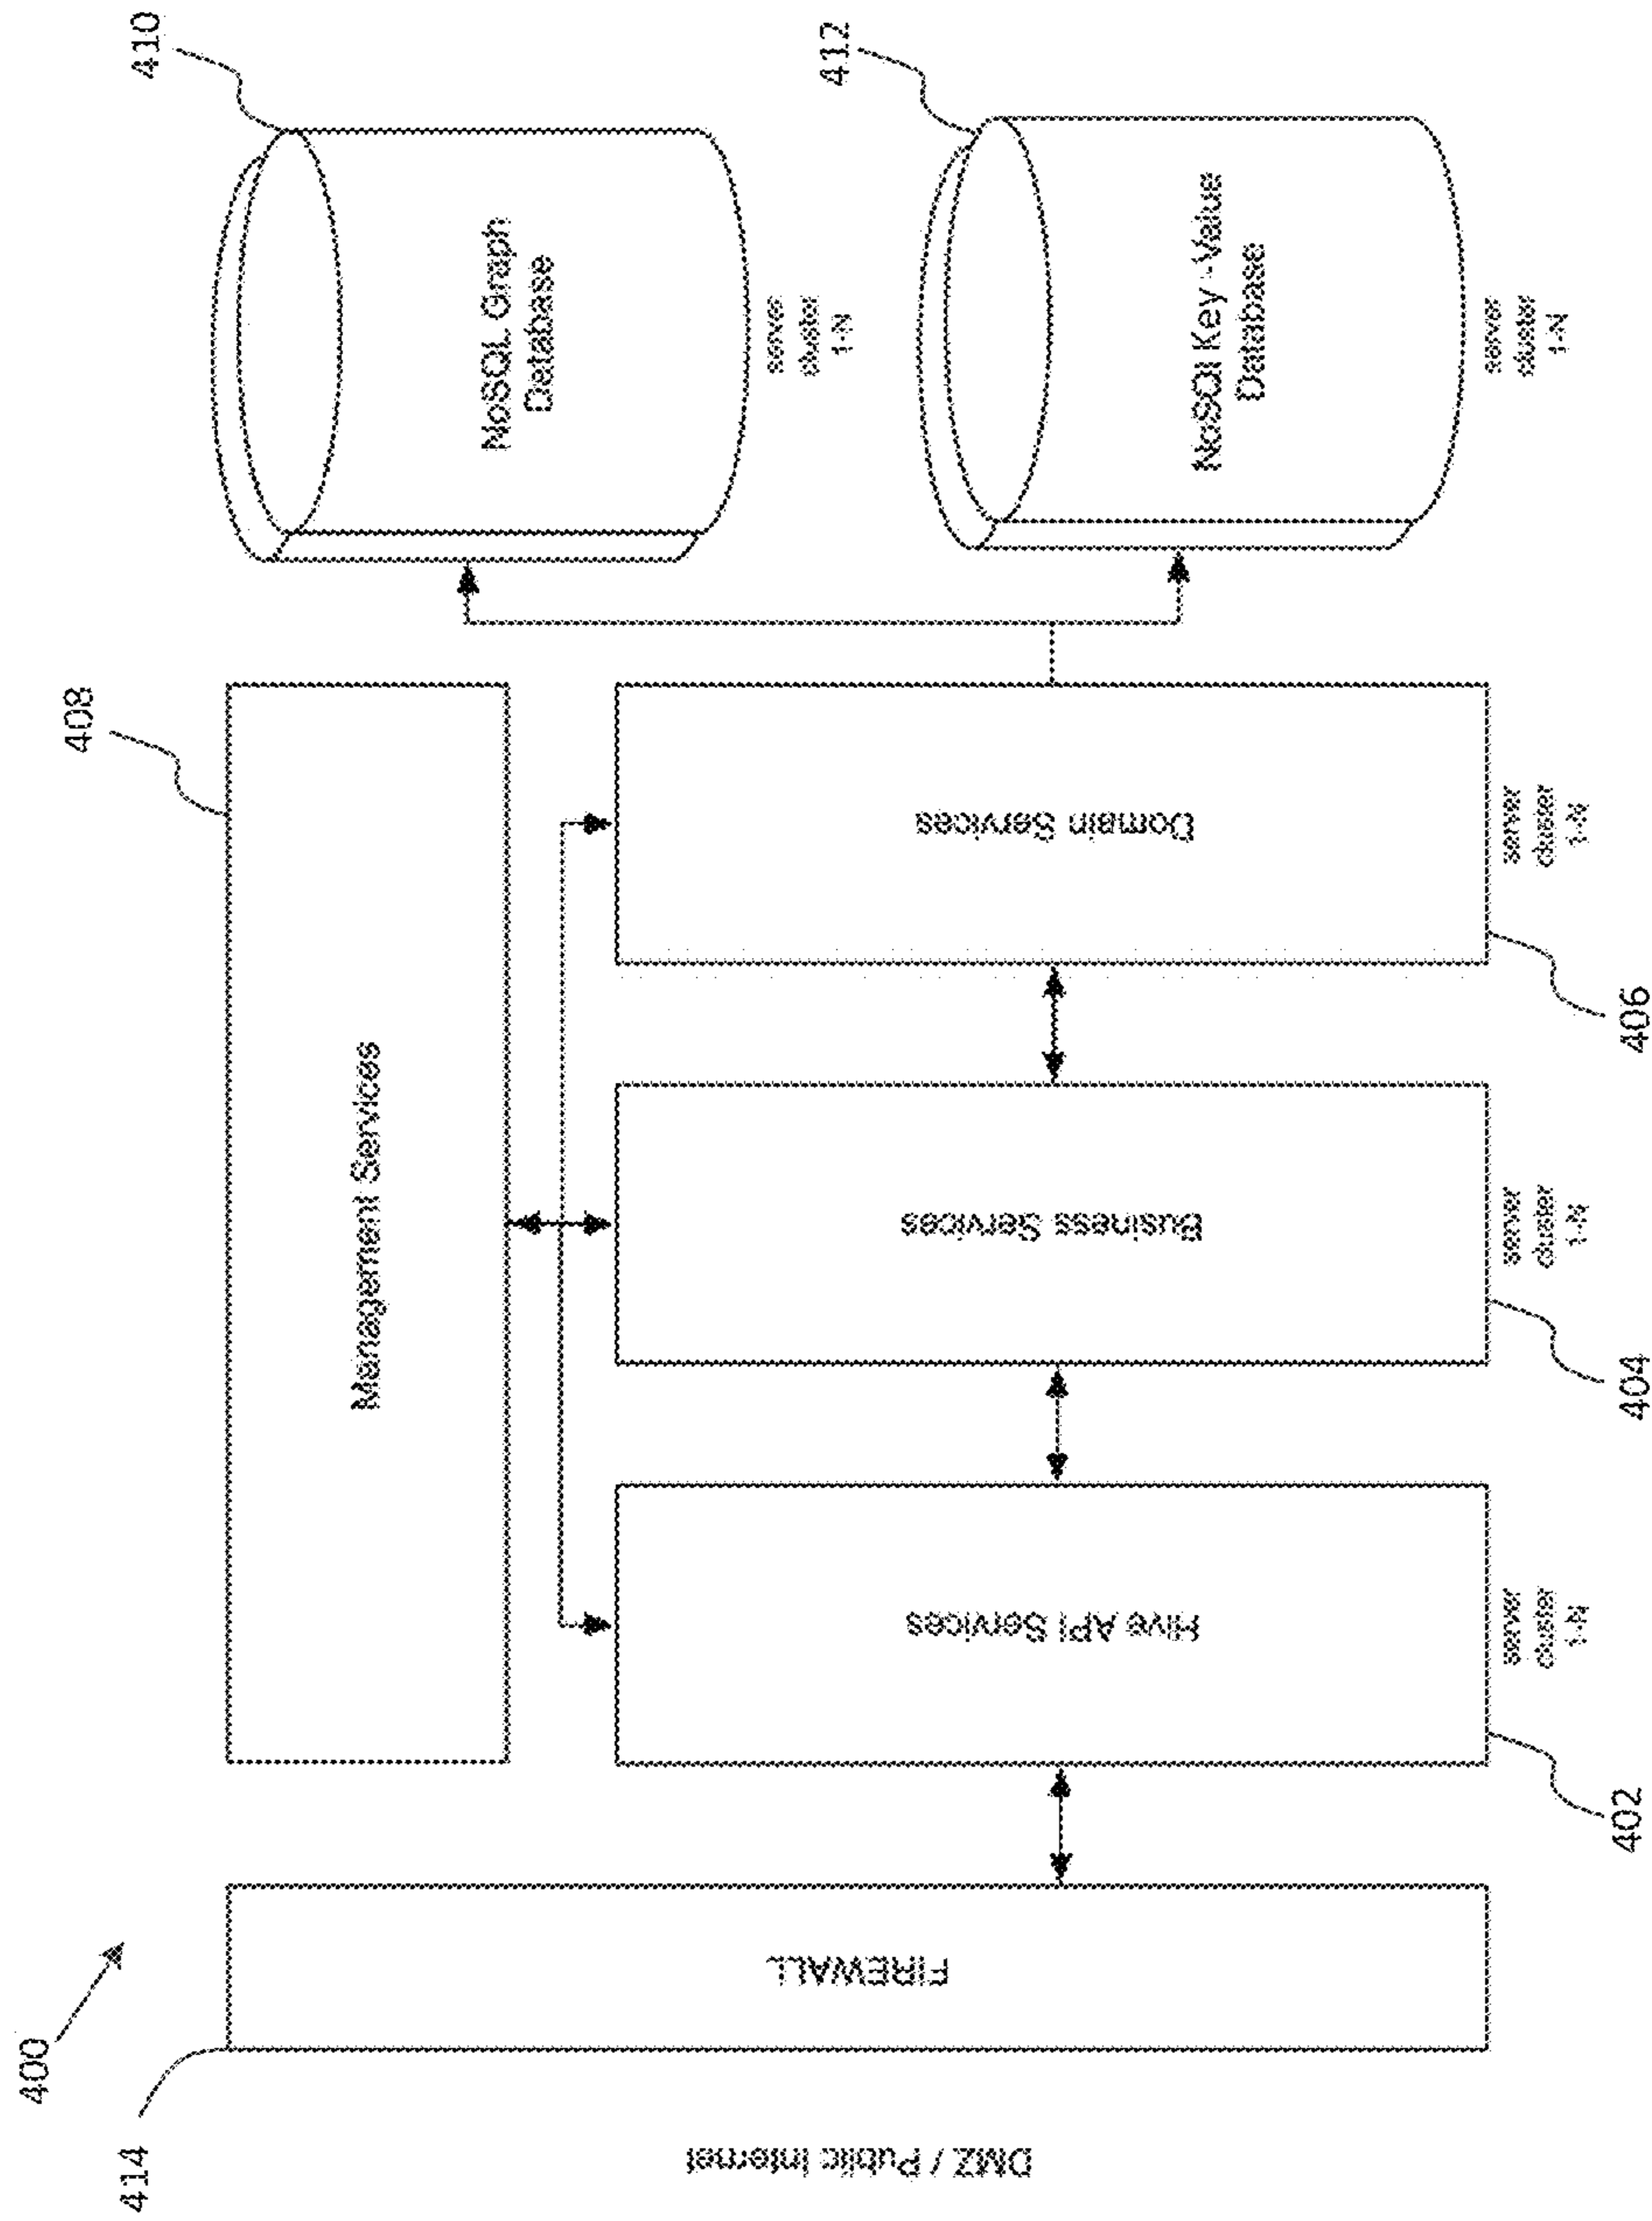 400
414
DMZ / Public Internet
FIREWALL
408
Management Services
Hive API Services
server
cluster
1-N
402
Business Services
server
cluster
1-N
404
Domain Services
server
cluster
1-N
406
410
NoSQL Graph
Database
server
cluster
1-N
412
NoSQl Key-Value
Database
server
cluster
1-N